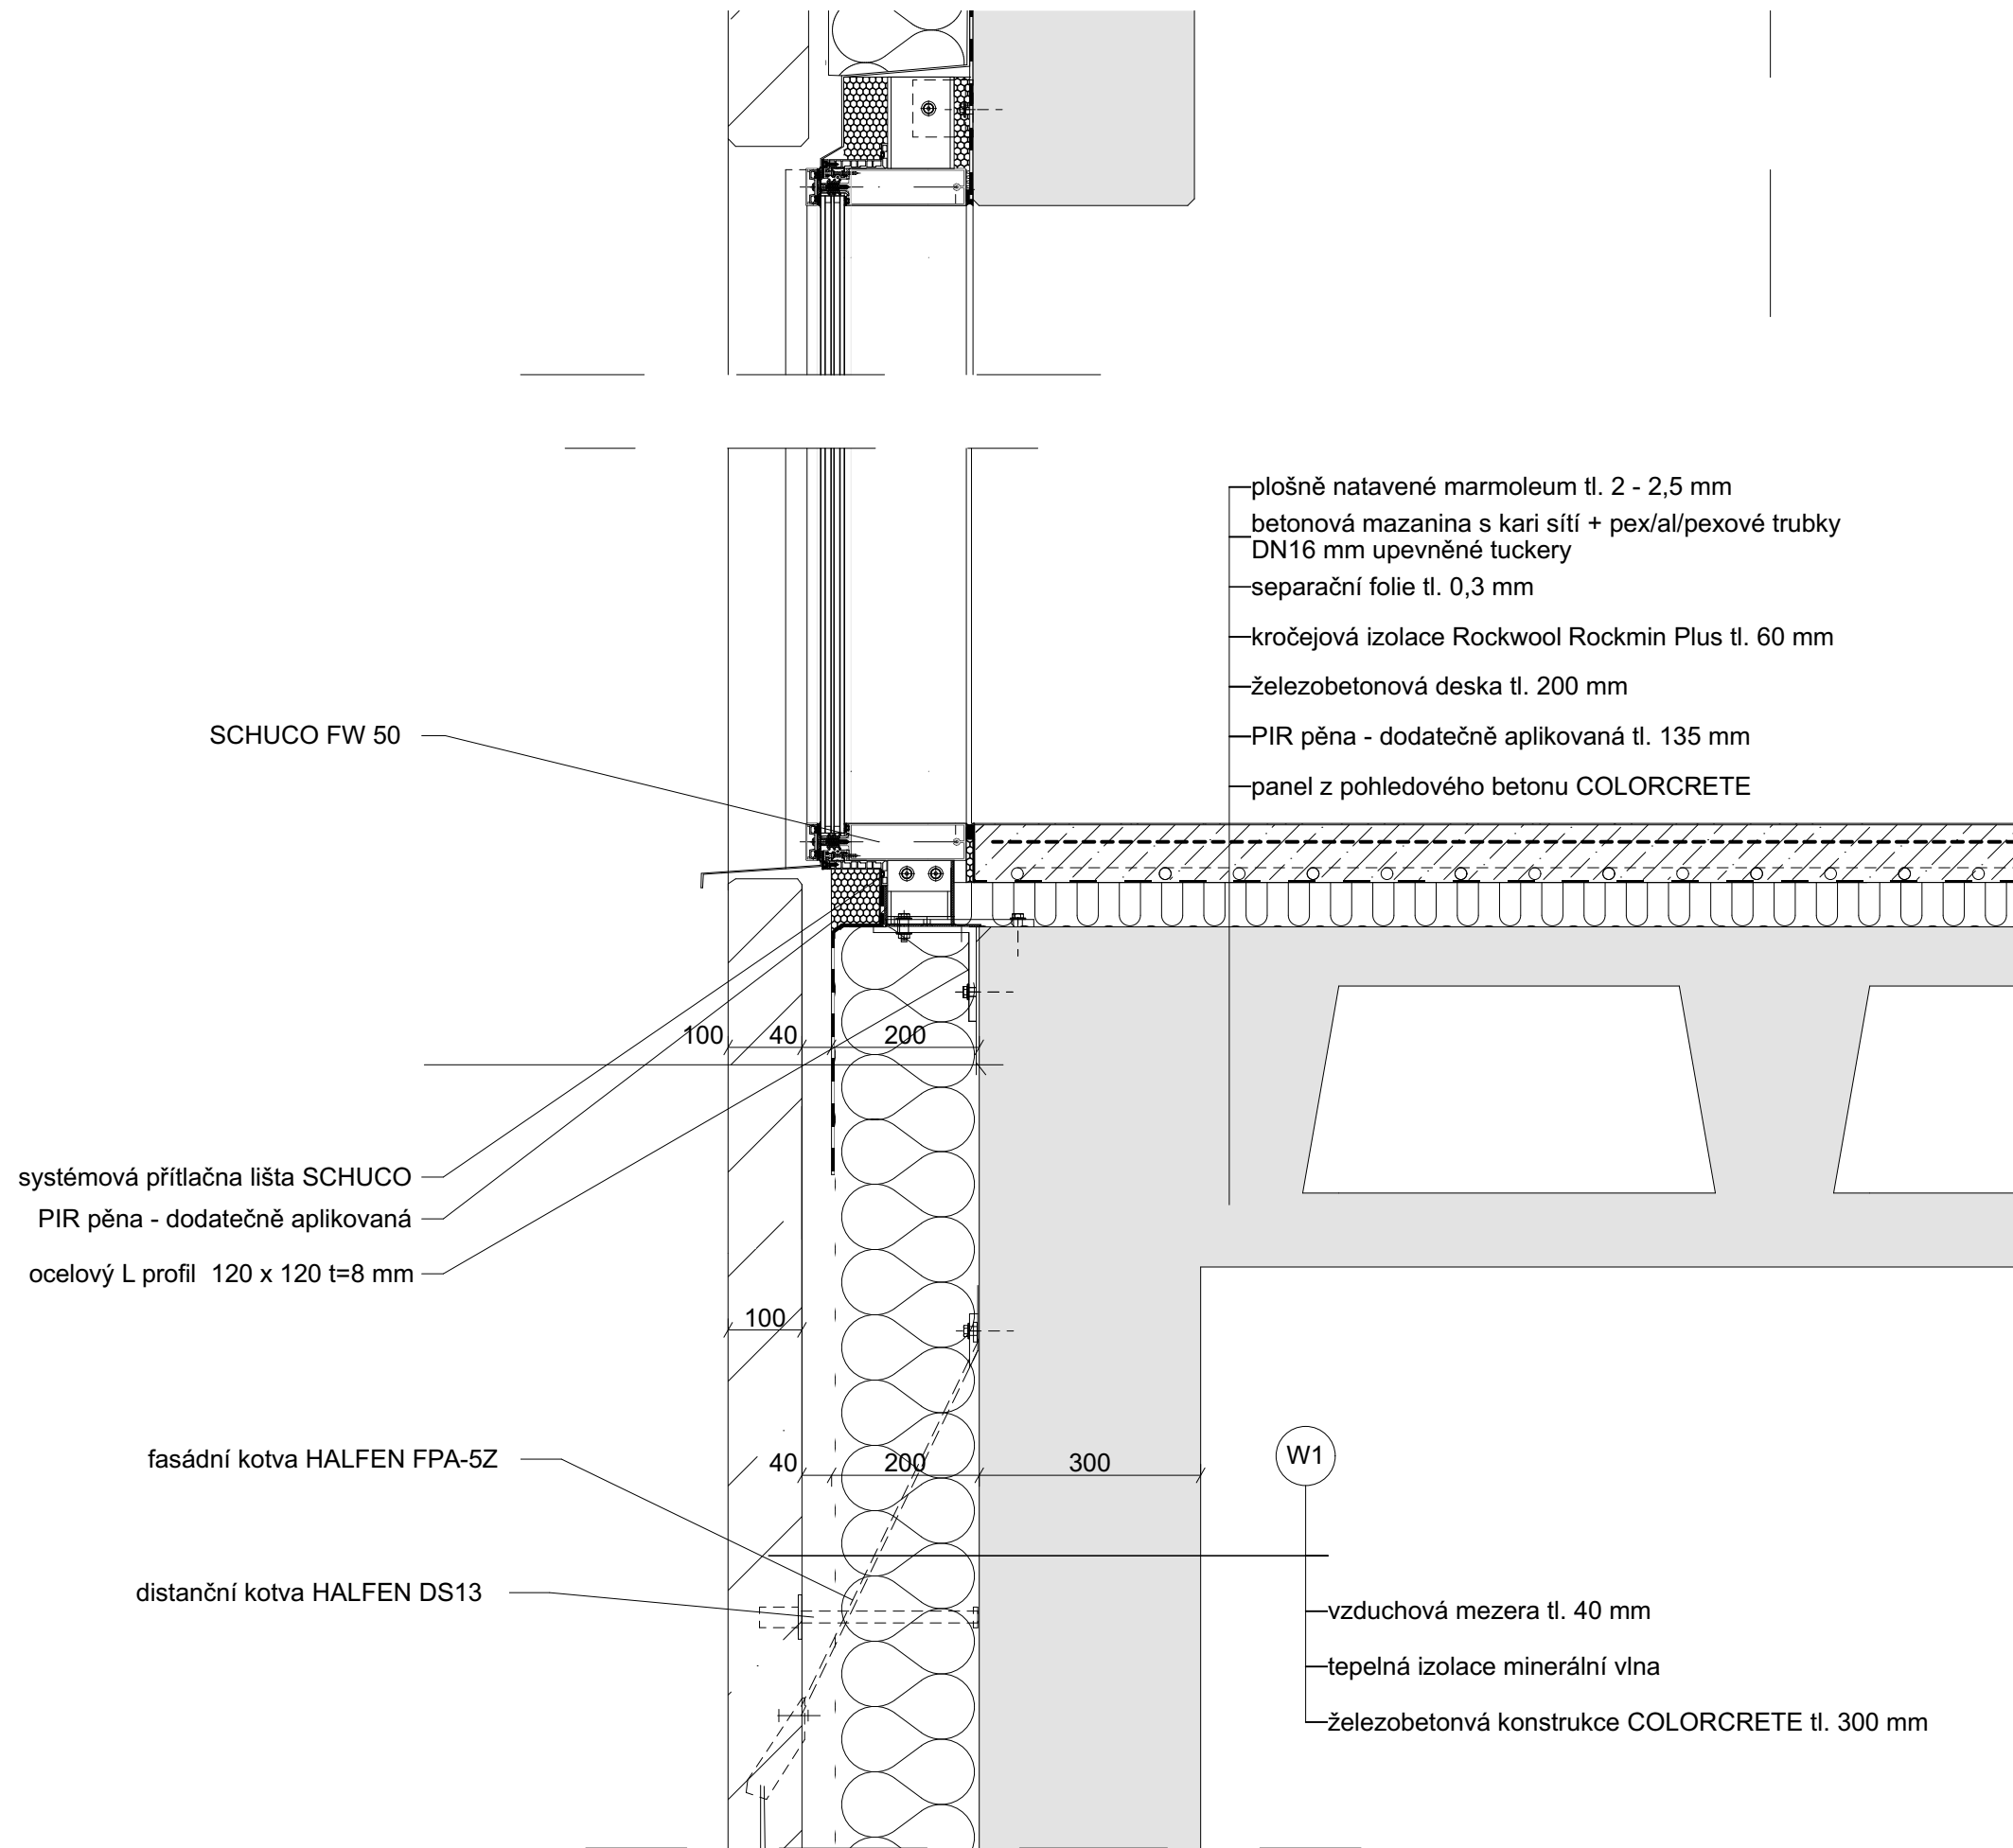 plošně natavené marmoleum tl. 2 - 2,5 mm
betonová mazanina s kari sítí + pex/al/pexové trubky
DN16 mm upevněné tuckery
separační folie tl. 0,3 mm
kročejová izolace Rockwool Rockmin Plus tl. 60 mm
železobetonová deska tl. 200 mm
PIR pěna - dodatečně aplikovaná tl. 135 mm
panel z pohledového betonu COLORCRETE
SCHUCO FW 50
100 40 200
systémová přítlačna lišta SCHUCO
PIR pěna - dodatečně aplikovaná
ocelový L profil 120 x 120 t=8 mm
100
fasádní kotva HALFEN FPA-5Z
40 200 300
W1
distanční kotva HALFEN DS13
vzduchová mezera tl. 40 mm
tepelná izolace minerální vlna
železobetonvá konstrukce COLORCRETE tl. 300 mm